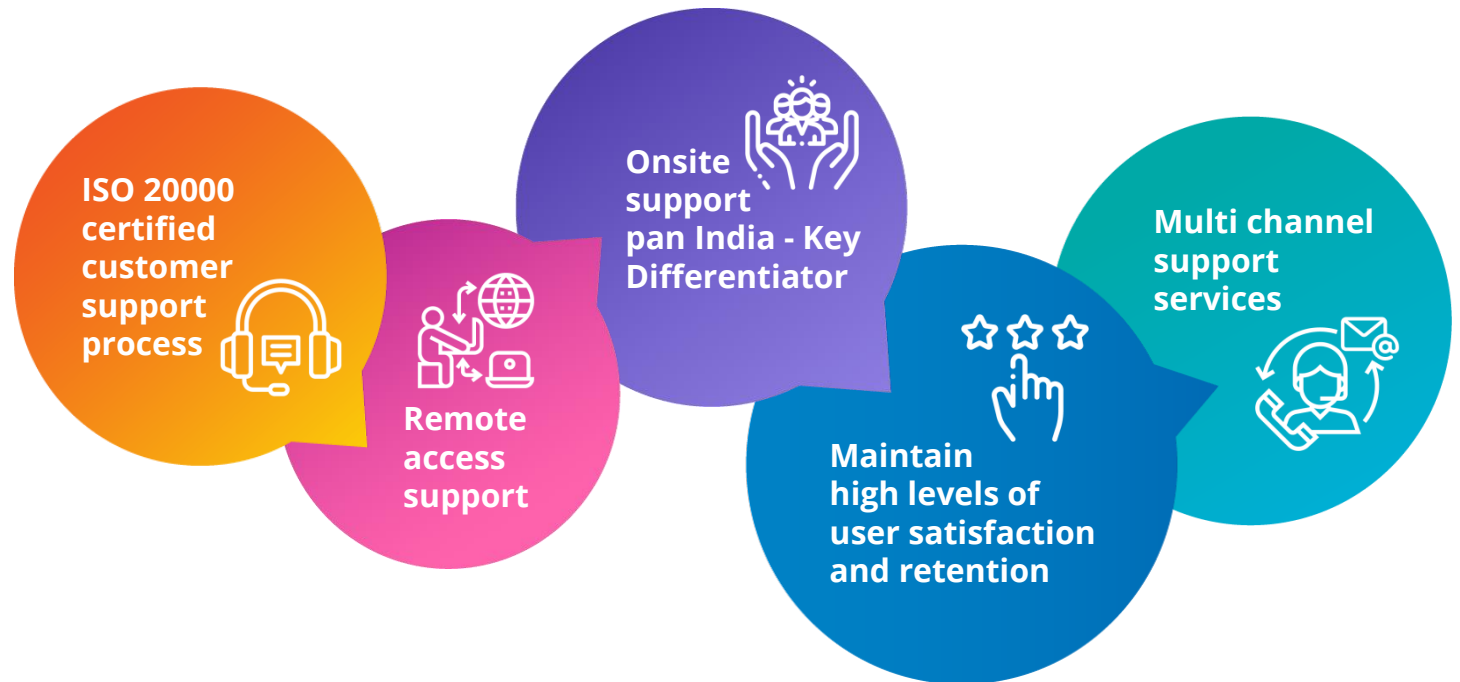 ISO 20000
certified
customer
support
process
Remote
access
support
Onsite
support
pan India - Key
Differentiator
Maintain
high levels of
user satisfaction
and retention
Multi channel
support
services